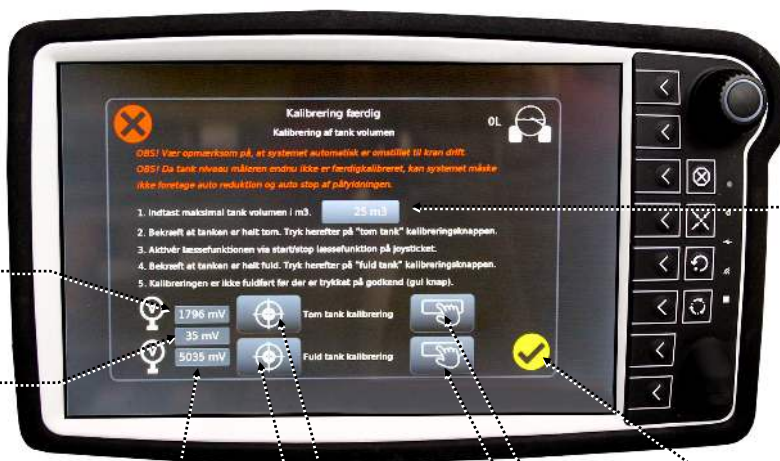 Kalibrering færdig
Kalibrering af tank volumen
0L
OBS! Vær opmærksom på, at systemet automatisk er omstillet til kran drift
OBS! Da tank niveau måleren endnu ikke er færdigkalibreret, kan systemet måske
ikke foretage auto reduktion og auto stop af påfyldningen.
1. Indtast maksimal tank volumen i m3.
25 m3
2. Bekræft at tanken er helt tom. Tryk herefter på "tom tank" kalibreringsknappen.
3. Aktivér læssefunktionen via start/stop læssefunktion på joysticket.
4. Bekræft at tanken er helt fuld. Tryk herefter på "fuld tank" kalibreringsknappen.
5. Kalibreringen er ikke fuldført før der er trykket på godkend (gul knap).
1796 mV
Tom tank kalibrering
35 mV
5035 mV
Fuld tank kalibrering